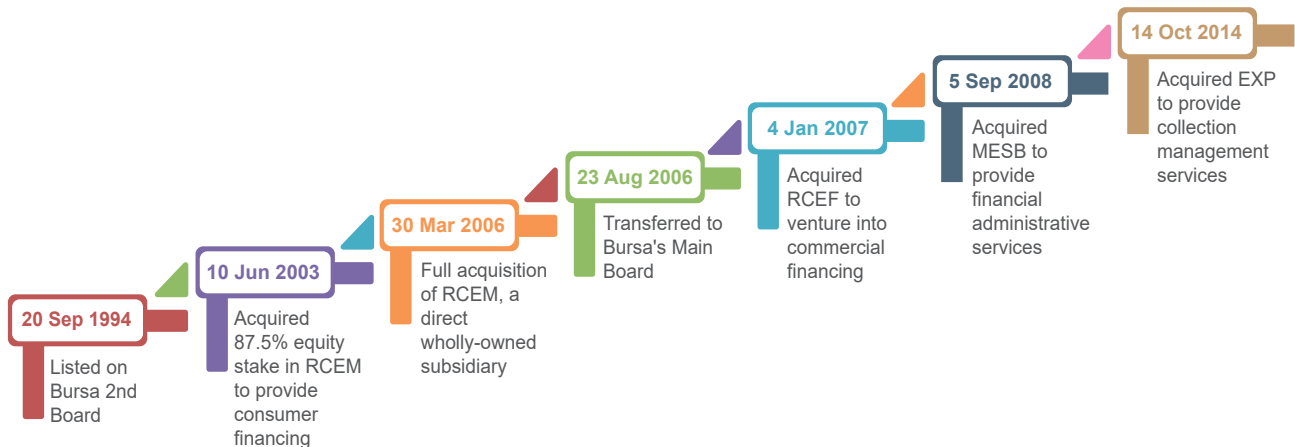 20 Sep 1994
Listed on
Bursa 2nd
Board
10 Jun 2003
Acquired
87.5% equity
stake in RCEM
to provide
consumer
financing
30 Mar 2006
Full acquisition
of RCEM, a
direct
wholly-owned
subsidiary
23 Aug 2006
Transferred to
Bursa's Main
Board
4 Jan 2007
Acquired
RCEF to
venture into
commercial
financing
5 Sep 2008
Acquired
MESB to
provide
financial
administrative
services
14 Oct 2014
Acquired EXP
to provide
collection
management
services